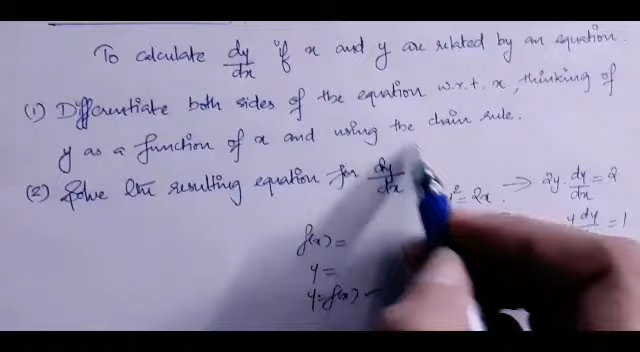 To calculate dy/dx if x and y are related by an equation.
(1) Differentiate both sides of the equation w.r.t. x, thinking of
y as a function of x and using the chain rule.
(2) Solve the resulting equation for dy/dx
= 2x. → 2y. dy/dx = 2
y dy = 1
f(x) =
y =
y = f(x) –